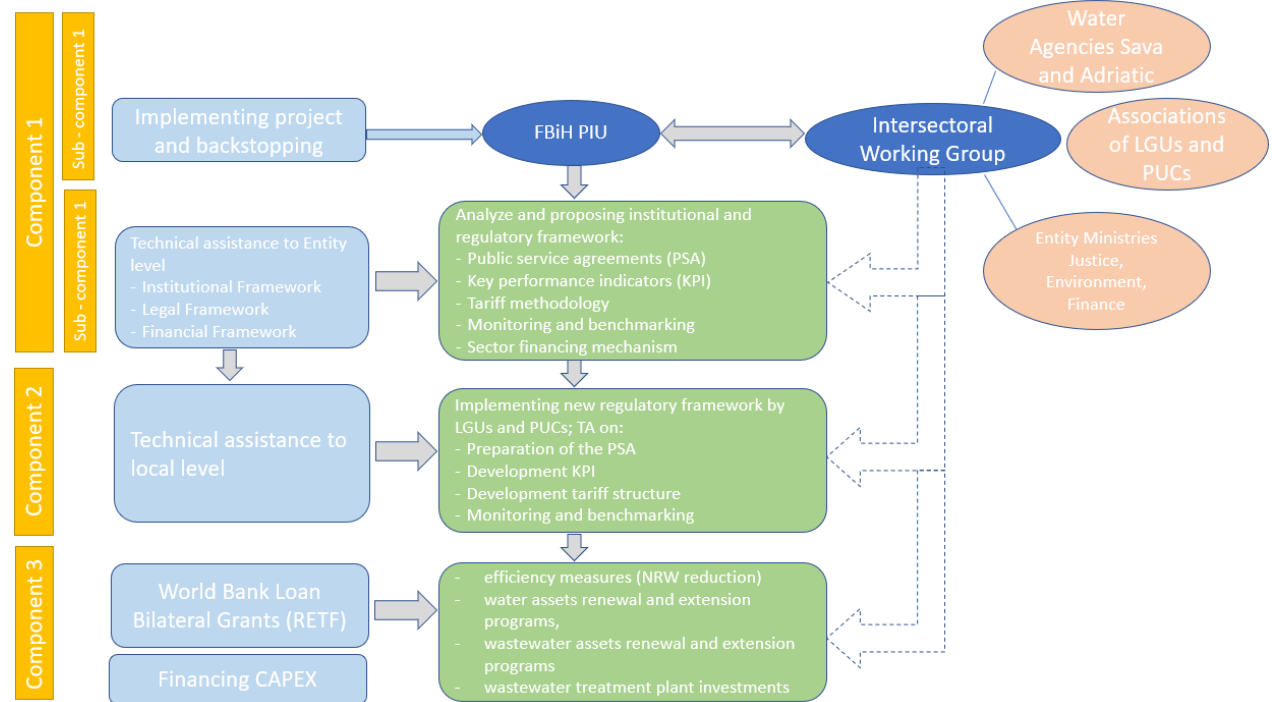 Component 1
Sub - component 1
Implementing project
and backstopping
FBiH PIU
Intersectoral
Working Group
Water
Agencies Sava
and Adriatic
Associations
of LGUs and
PUCs
Entity Ministries
Justice,
Environment,
Finance
Sub - component 1
Technical assistance to Entity
level
- Institutional Framework
- Legal Framework
- Financial Framework
Analyze and proposing institutional and
regulatory framework:
- Public service agreements (PSA)
- Key performance indicators (KPI)
- Tariff methodology
- Monitoring and benchmarking
- Sector financing mechanism
Component 2
Technical assistance to
local level
Implementing new regulatory framework by
LGUs and PUCs; TA on:
- Preparation of the PSA
- Development KPI
- Development tariff structure
- Monitoring and benchmarking
Component 3
World Bank Loan
Bilateral Grants (RETF)
Financing CAPEX
- efficiency measures (NRW reduction)
- water assets renewal and extension
programs,
- wastewater assets renewal and extension
programs
- wastewater treatment plant investments